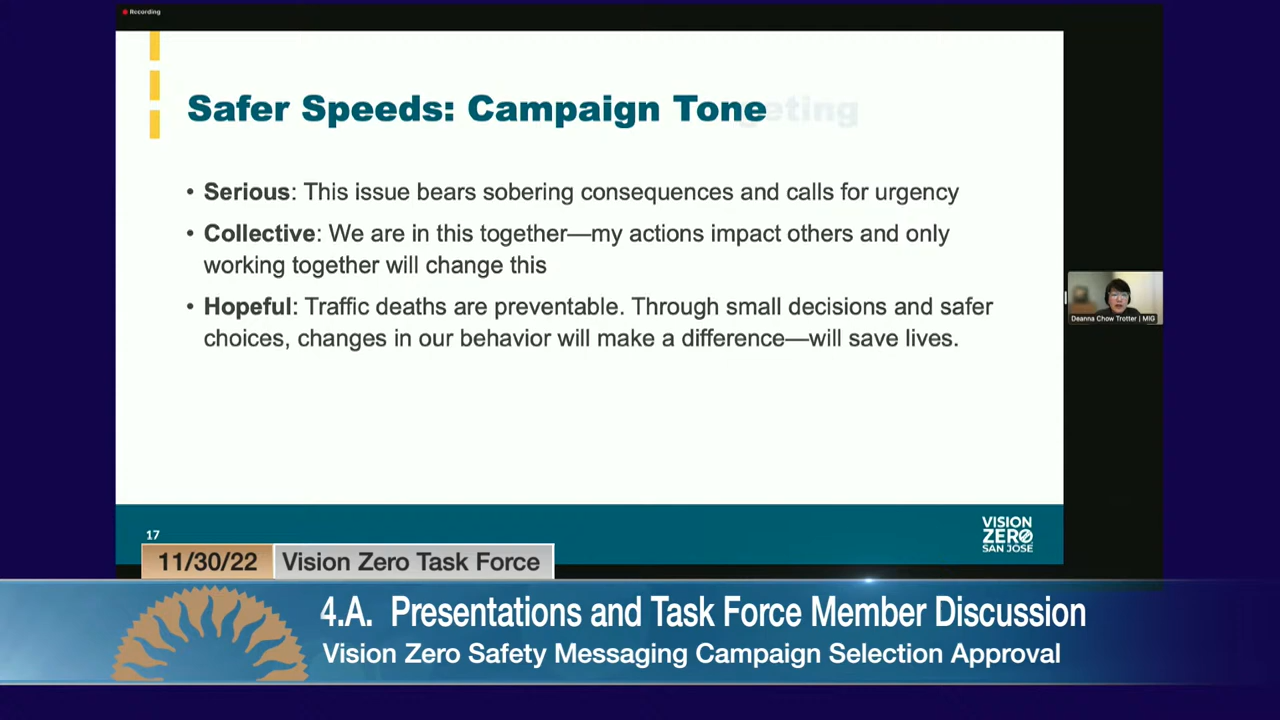 Recording
Safer Speeds: Campaign Tone
eting
• Serious: This issue bears sobering consequences and calls for urgency
• Collective: We are in this together—my actions impact others and only
working together will change this
• Hopeful: Traffic deaths are preventable. Through small decisions and safer
choices, changes in our behavior will make a difference—will save lives.
Deanna Chow Trotter | MIG
17
VISION
ZERO
SAN JOSE
11/30/22 Vision Zero Task Force
4.A. Presentations and Task Force Member Discussion
Vision Zero Safety Messaging Campaign Selection Approval